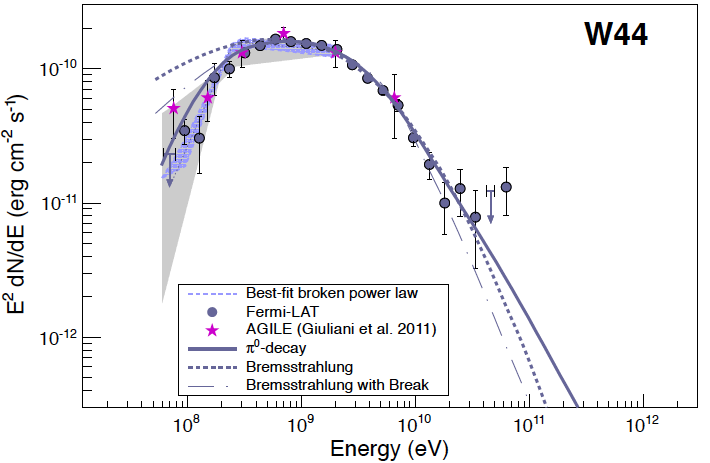 W44
E² dN/dE (erg cm⁻² s⁻¹)
10⁻¹⁰
10⁻¹¹
10⁻¹²
Best-fit broken power law
Fermi-LAT
AGILE (Giuliani et al. 2011)
π⁰-decay
Bremsstrahlung
Bremsstrahlung with Break
10⁸ 10⁹ 10¹⁰ 10¹¹ 10¹²
Energy (eV)